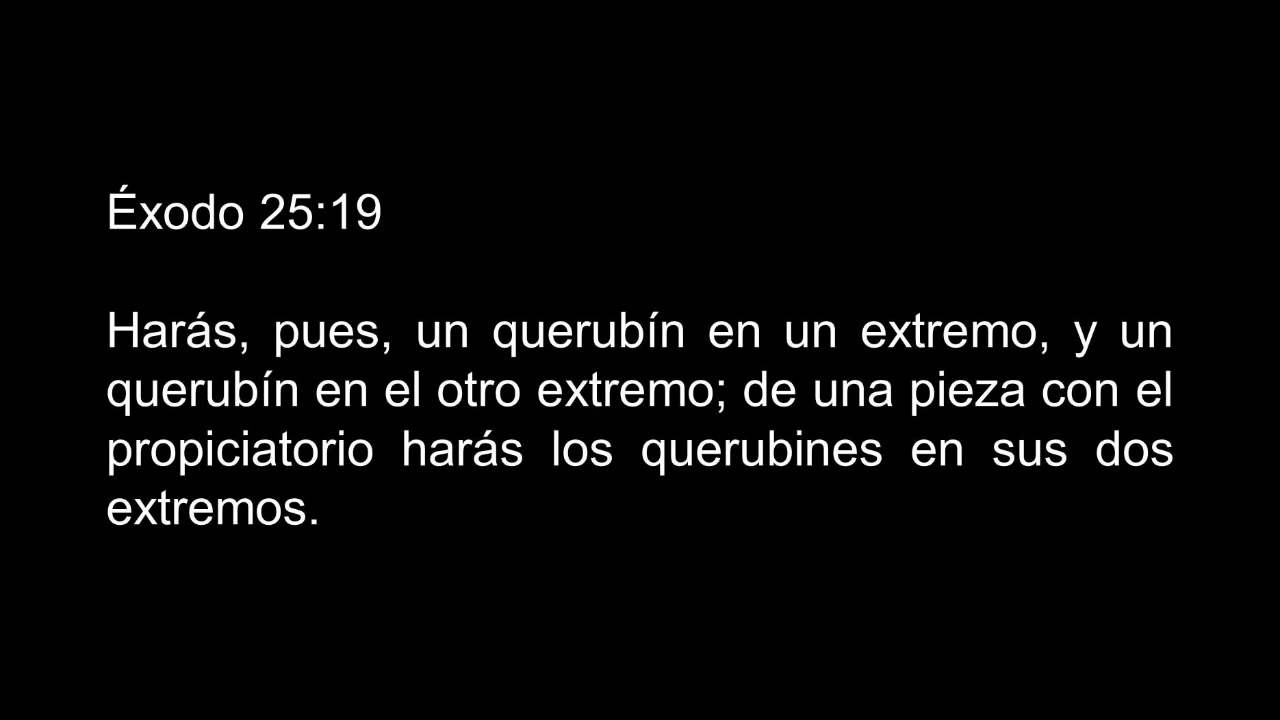 Éxodo 25:19
Harás, pues, un querubín en un extremo, y un
querubín en el otro extremo; de una pieza con el
propiciatorio harás los querubines en sus dos
extremos.